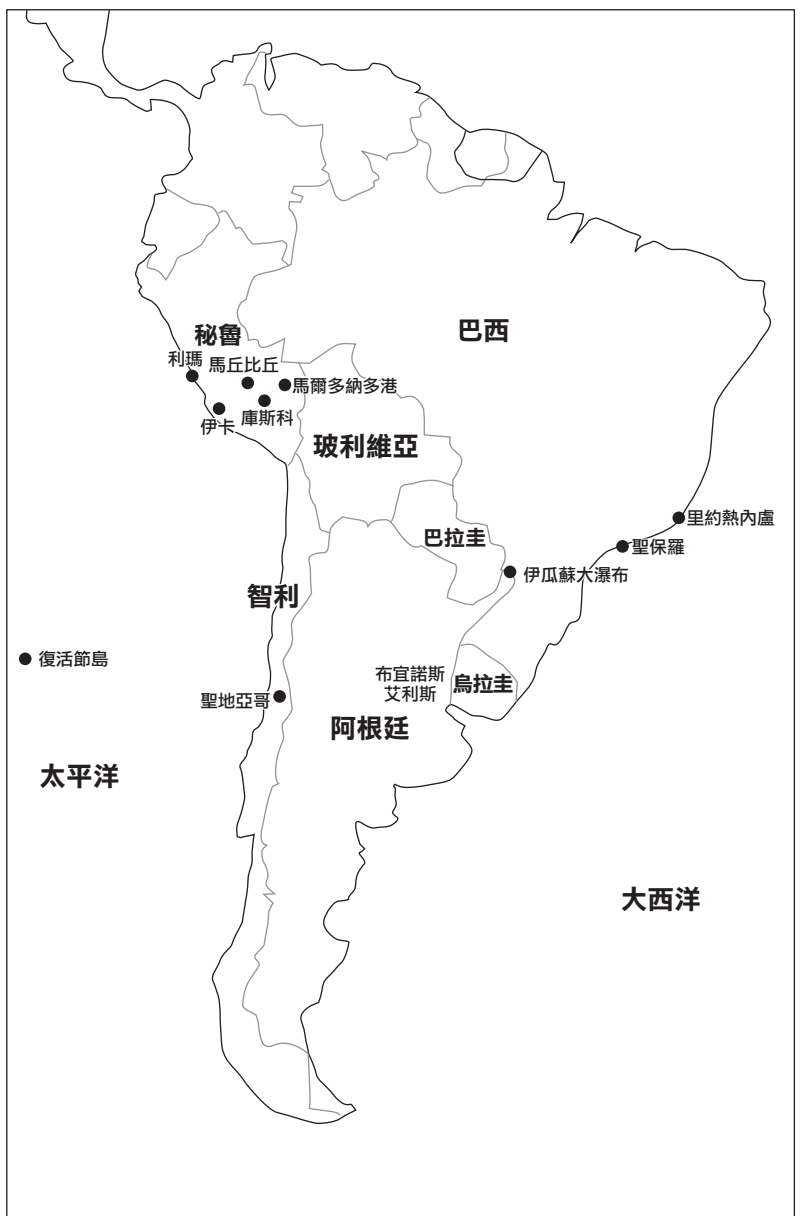 巴西
秘魯
利瑪
馬丘比丘
馬爾多納多港
庫斯科
伊卡
玻利維亞
里約熱內盧
巴拉圭
聖保羅
伊瓜蘇大瀑布
智利
復活節島
布宜諾斯
艾利斯
烏拉圭
聖地亞哥
阿根廷
太平洋
大西洋